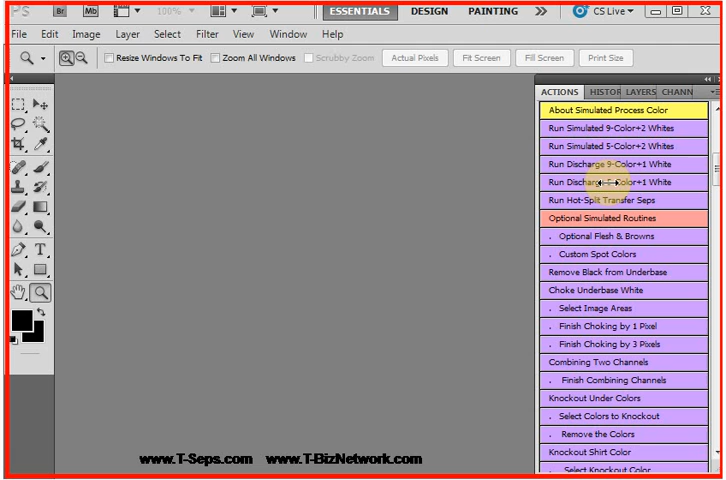 PS Br Mb 100% ESSENTIALS DESIGN PAINTING CS Live
File Edit Image Layer Select Filter View Window Help
Resize Windows To Fit Zoom All Windows Scrubby Zoom Actual Pixels Fit Screen Fill Screen Print Size
ACTIONS HISTOR LAYERS CHANN
About Simulated Process Color
Run Simulated 9-Color+2 Whites
Run Simulated 5-Color+2 Whites
Run Discharge 9-Color+1 White
Run Discharge Color+1 White
Run Hot-Split Transfer Seps
Optional Simulated Routines
. Optional Flesh & Browns
. Custom Spot Colors
Remove Black from Underbase
Choke Underbase White
. Select Image Areas
. Finish Choking by 1 Pixel
. Finish Choking by 3 Pixels
Combining Two Channels
. Finish Combining Channels
Knockout Under Colors
. Select Colors to Knockout
. Remove the Colors
Knockout Shirt Color
. Select Knockout Color
www.T-Seps.com www.T-BizNetwork.com